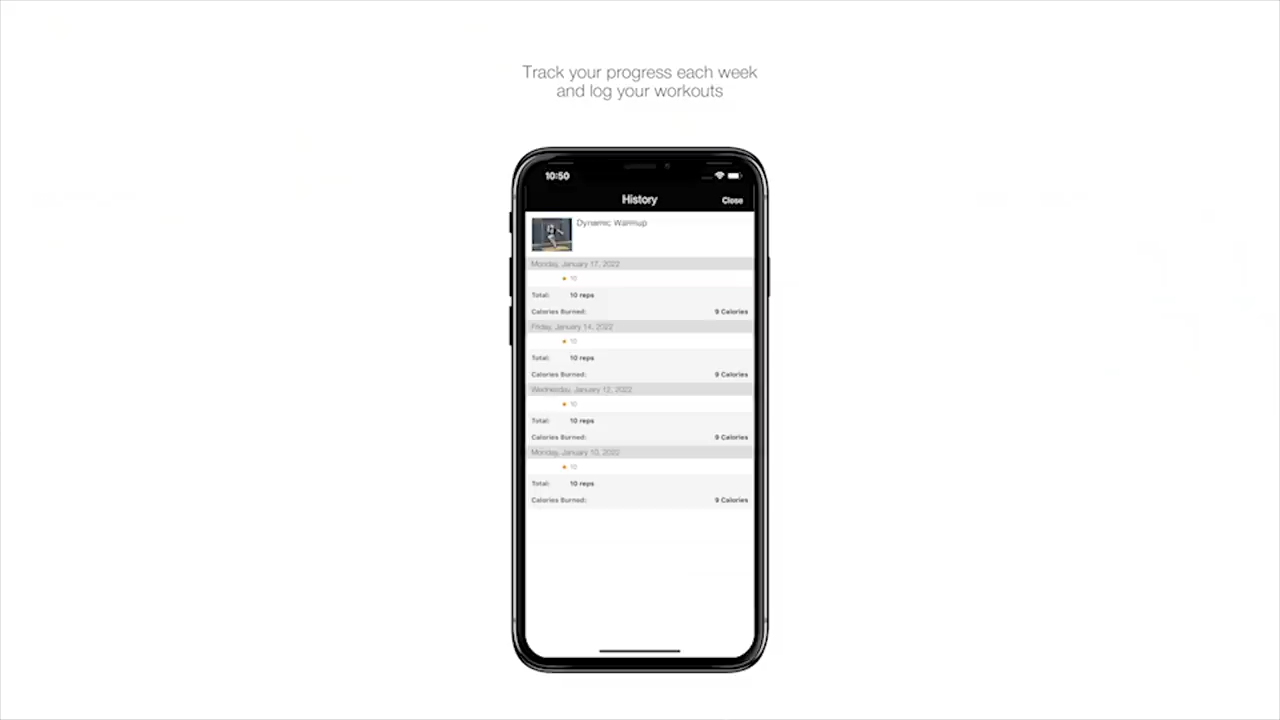 Track your progress each week
and log your workouts
10:50
History
Close
Dynamic Warmup
Monday, January 17, 2022
10
Total: 10 reps
Calories Burned: 9 Calories
Friday, January 14, 2022
10
Total: 10 reps
Calories Burned: 9 Calories
Wednesday, January 12, 2022
10
Total: 10 reps
Calories Burned: 9 Calories
Monday, January 10, 2022
10
Total: 10 reps
Calories Burned: 9 Calories